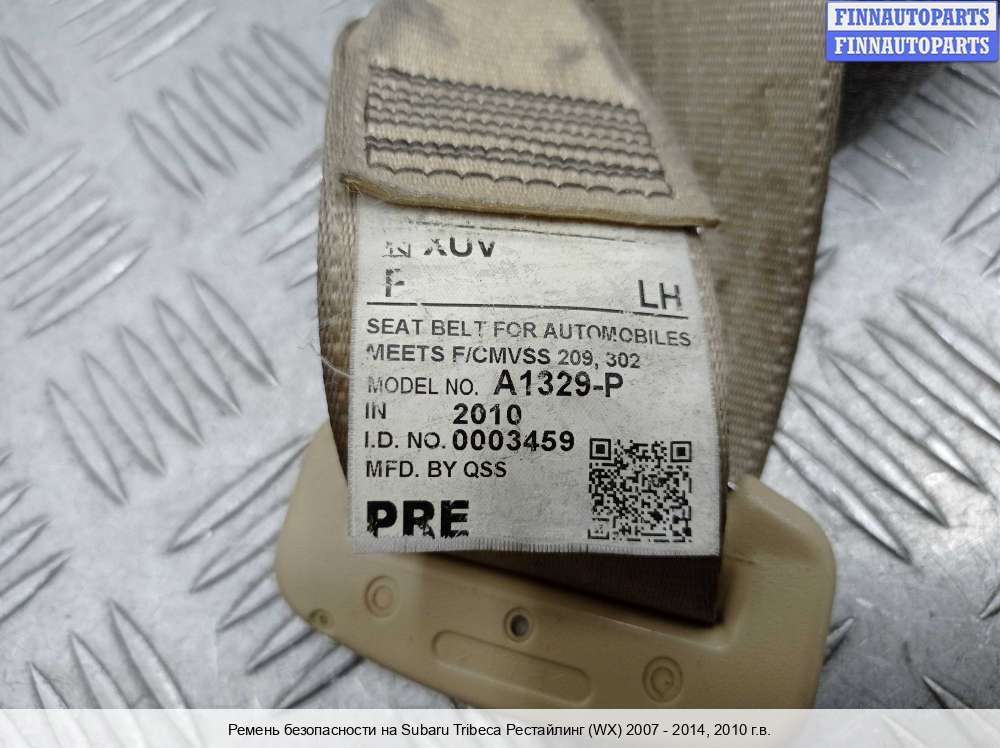 FINNAUTOPARTS
FINNAUTOPARTS
XUV
F LH
SEAT BELT FOR AUTOMOBILES
MEETS F/CMVSS 209, 302
MODEL NO. A1329-P
IN 2010
I.D. NO. 0003459
MFD. BY QSS
PRE
Ремень безопасности на Subaru Tribeca Рестайлинг (WX) 2007 - 2014, 2010 г.в.